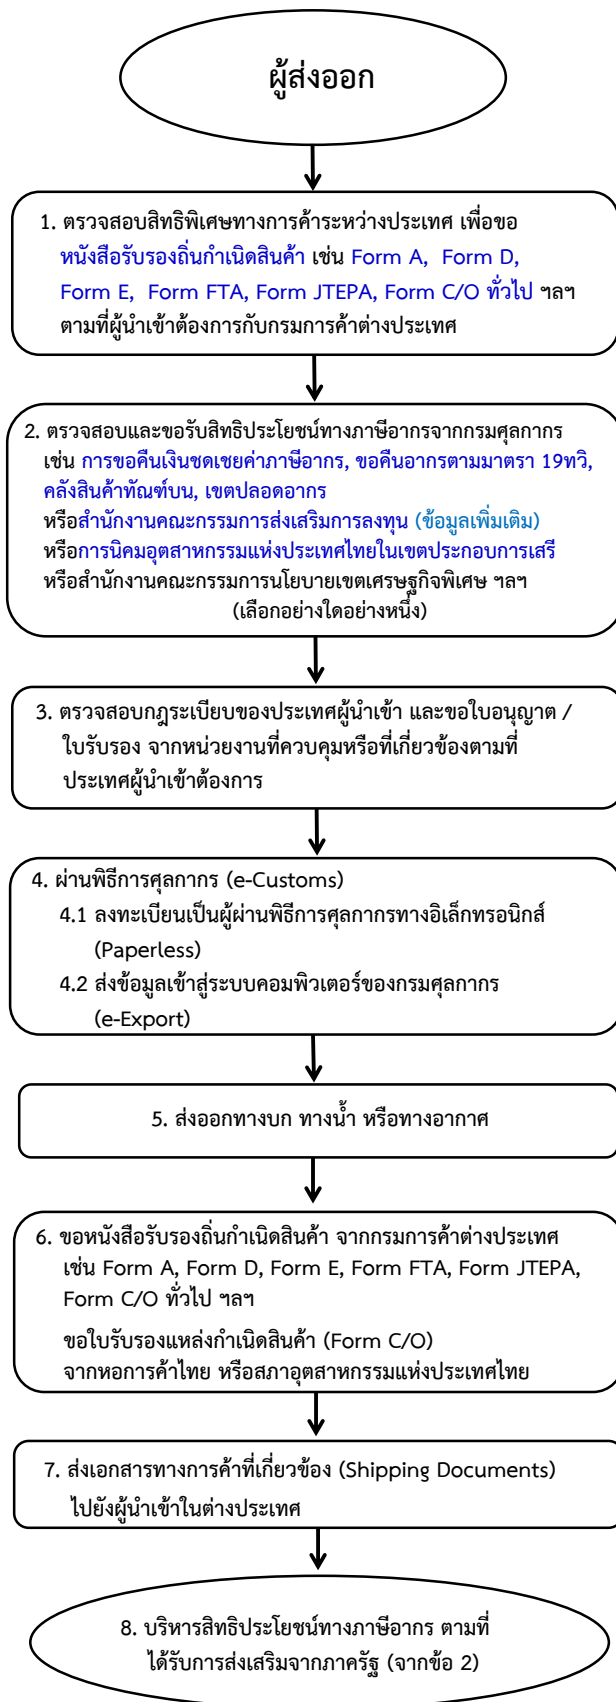 ผู้ส่งออก
1. ตรวจสอบสิทธิพิเศษทางการค้าระหว่างประเทศ เพื่อขอ
หนังสือรับรองถิ่นกำเนิดสินค้า เช่น Form A, Form D,
Form E, Form FTA, Form JTEPA, Form C/O ทั่วไป ฯลฯ
ตามที่ผู้นำเข้าต้องการกับกรมการค้าต่างประเทศ
2. ตรวจสอบและขอรับสิทธิประโยชน์ทางภาษีอากรจากกรมศุลกากร
เช่น การขอคืนเงินชดเชยค่าภาษีอากร, ขอคืนอากรตามมาตรา 19ทวิ,
คลังสินค้าทัณฑ์บน, เขตปลอดอากร
หรือสำนักงานคณะกรรมการส่งเสริมการลงทุน (ข้อมูลเพิ่มเติม)
หรือการนิคมอุตสาหกรรมแห่งประเทศไทยในเขตประกอบการเสรี
หรือสำนักงานคณะกรรมการนโยบายเขตเศรษฐกิจพิเศษ ฯลฯ
(เลือกอย่างใดอย่างหนึ่ง)
3. ตรวจสอบกฎระเบียบของประเทศผู้นำเข้า และขอใบอนุญาต /
ใบรับรอง จากหน่วยงานที่ควบคุมหรือที่เกี่ยวข้องตามที่
ประเทศผู้นำเข้าต้องการ
4. ผ่านพิธีการศุลกากร (e-Customs)
4.1 ลงทะเบียนเป็นผู้ผ่านพิธีการศุลกากรทางอิเล็กทรอนิกส์
(Paperless)
4.2 ส่งข้อมูลเข้าสู่ระบบคอมพิวเตอร์ของกรมศุลกากร
(e-Export)
5. ส่งออกทางบก ทางน้ำ หรือทางอากาศ
6. ขอหนังสือรับรองถิ่นกำเนิดสินค้า จากกรมการค้าต่างประเทศ
เช่น Form A, Form D, Form E, Form FTA, Form JTEPA,
Form C/O ทั่วไป ฯลฯ
ขอใบรับรองแหล่งกำเนิดสินค้า (Form C/O)
จากหอการค้าไทย หรือสภาอุตสาหกรรมแห่งประเทศไทย
7. ส่งเอกสารทางการค้าที่เกี่ยวข้อง (Shipping Documents)
ไปยังผู้นำเข้าในต่างประเทศ
8. บริหารสิทธิประโยชน์ทางภาษีอากร ตามที่
ได้รับการส่งเสริมจากภาครัฐ (จากข้อ 2)